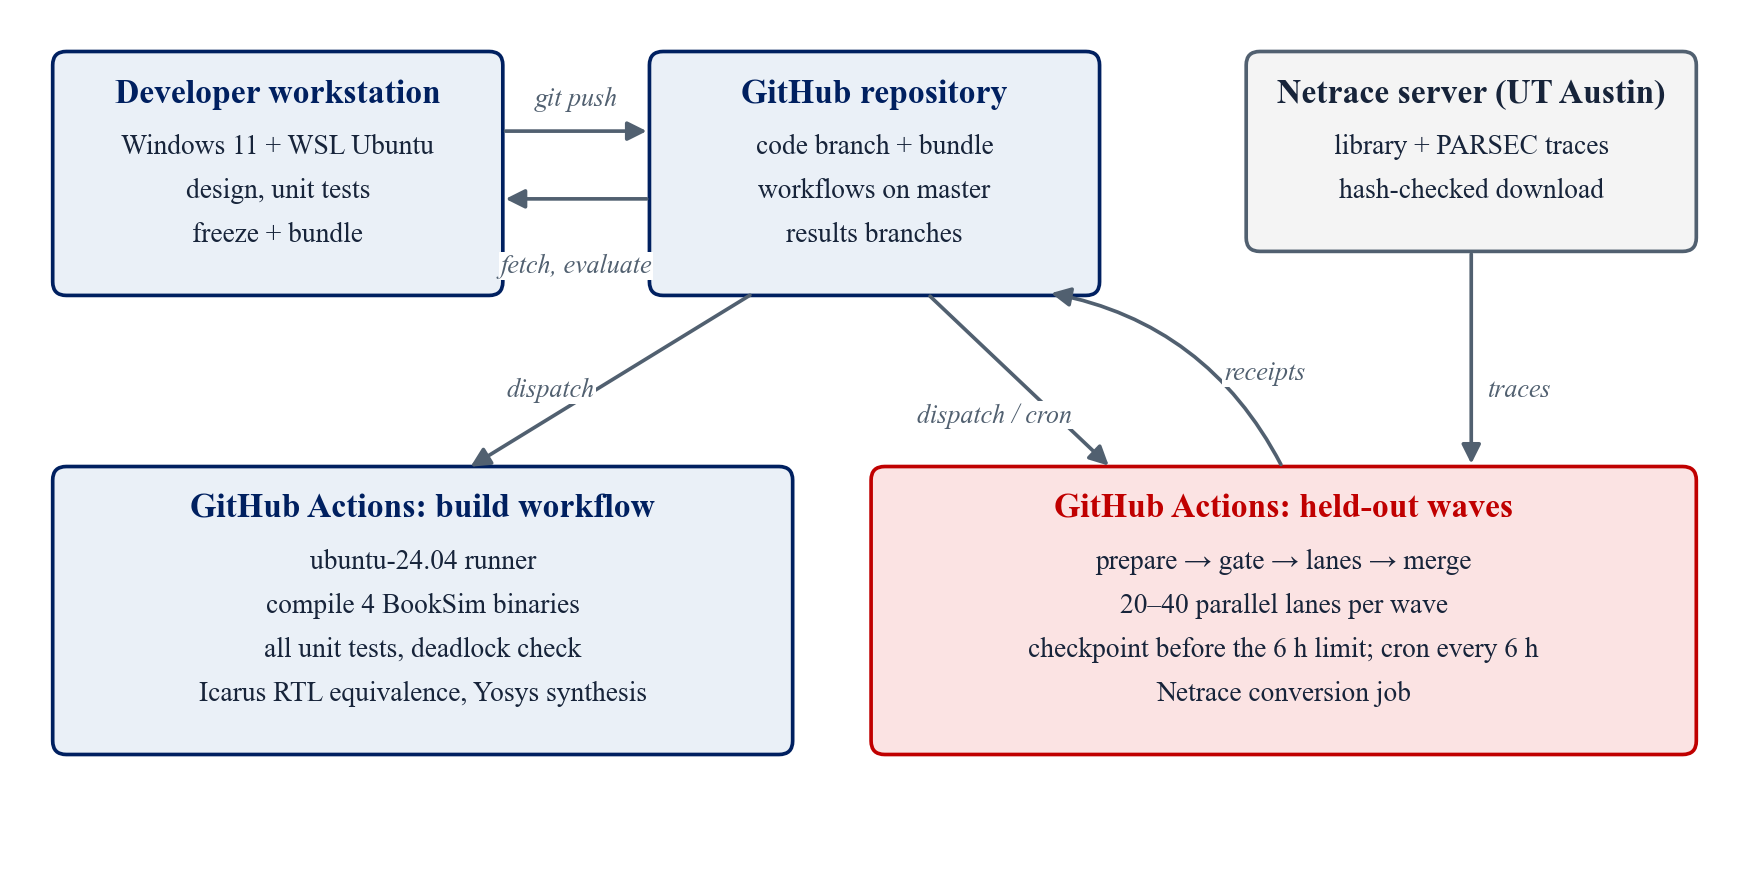 Developer workstation
Windows 11 + WSL Ubuntu
design, unit tests
freeze + bundle
git push
fetch, evaluate
GitHub repository
code branch + bundle
workflows on master
results branches
Netrace server (UT Austin)
library + PARSEC traces
hash-checked download
dispatch
dispatch / cron
receipts
traces
GitHub Actions: build workflow
ubuntu-24.04 runner
compile 4 BookSim binaries
all unit tests, deadlock check
Icarus RTL equivalence, Yosys synthesis
GitHub Actions: held-out waves
prepare → gate → lanes → merge
20–40 parallel lanes per wave
checkpoint before the 6 h limit; cron every 6 h
Netrace conversion job